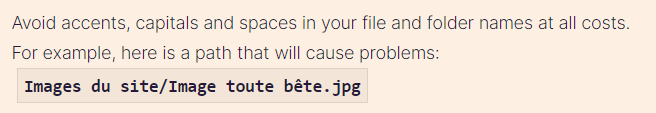 Avoid accents, capitals and spaces in your file and folder names at all costs.
For example, here is a path that will cause problems:
Images du site/Image toute bête.jpg